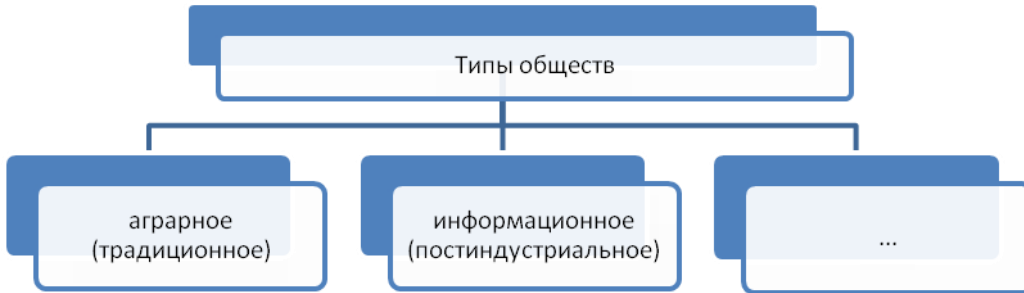 Типы обществ
аграрное
(традиционное)
информационное
(постиндустриальное)
...